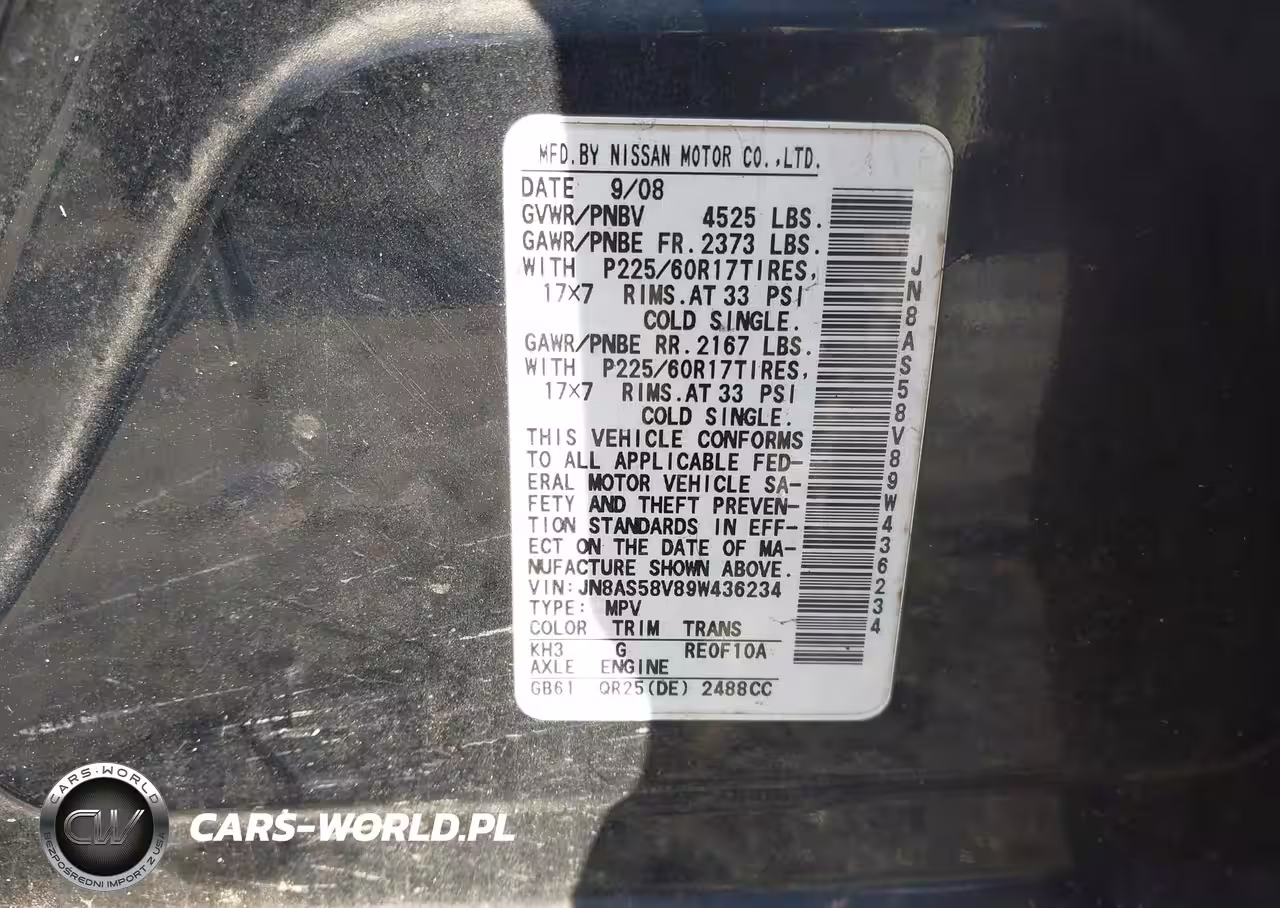 MFD.BY NISSAN MOTOR CO.,LTD.
DATE 9/08
GVWR/PNBV 4525 LBS.
GAWR/PNBE FR.2373 LBS.
WITH P225/60R17TIRES,
17×7 RIMS.AT 33 PSI
COLD SINGLE.
GAWR/PNBE RR.2167 LBS.
WITH P225/60R17TIRES,
17×7 RIMS.AT 33 PSI
COLD SINGLE.
THIS VEHICLE CONFORMS
TO ALL APPLICABLE FED-
ERAL MOTOR VEHICLE SA-
FETY AND THEFT PREVEN-
TION STANDARDS IN EFF-
ECT ON THE DATE OF MA-
NUFACTURE SHOWN ABOVE.
VIN:JN8AS58V89W436234
TYPE: MPV
COLOR TRIM TRANS
KH3 G RE0F10A
AXLE ENGINE
GB61 QR25(DE) 2488CC
JN8AS58V89W436234
CARS-WORLD
CW
BEZPOŚREDNI IMPORT Z USA
CARS-WORLD.PL